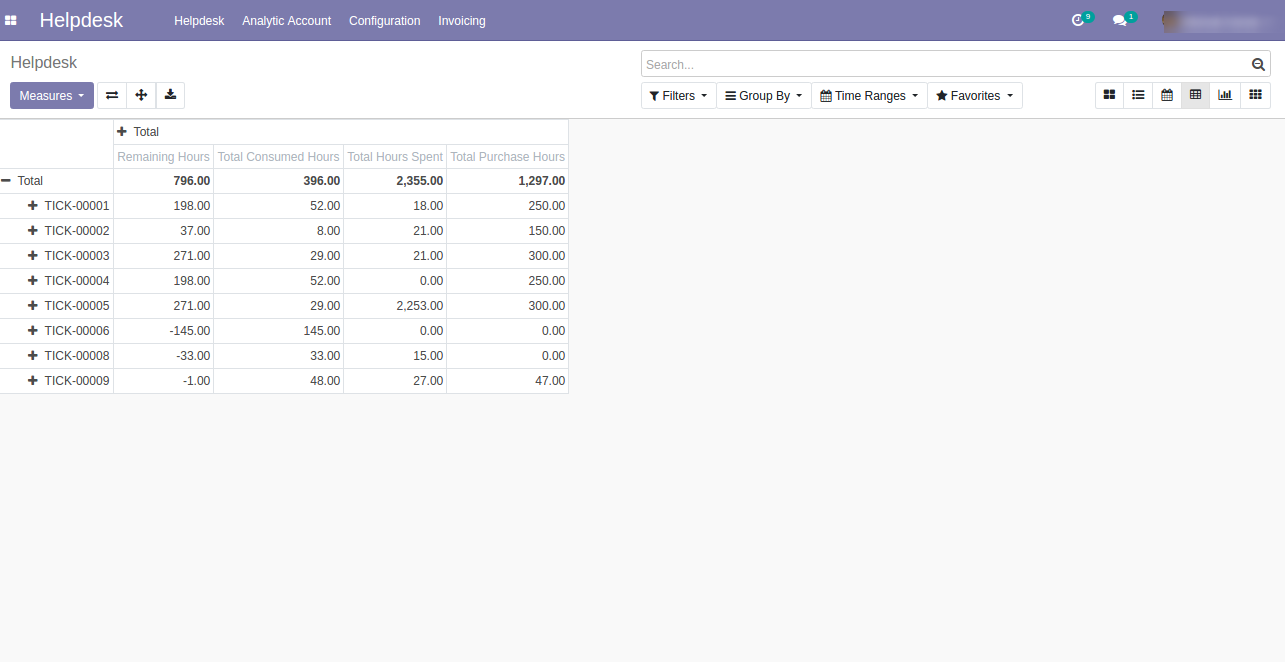 Helpdesk Helpdesk Analytic Account Configuration Invoicing 9 1
Helpdesk Search...
Measures Filters Group By Time Ranges Favorites
Total
Remaining Hours Total Consumed Hours Total Hours Spent Total Purchase Hours
Total 796.00 396.00 2,355.00 1,297.00
TICK-00001 198.00 52.00 18.00 250.00
TICK-00002 37.00 8.00 21.00 150.00
TICK-00003 271.00 29.00 21.00 300.00
TICK-00004 198.00 52.00 0.00 250.00
TICK-00005 271.00 29.00 2,253.00 300.00
TICK-00006 -145.00 145.00 0.00 0.00
TICK-00008 -33.00 33.00 15.00 0.00
TICK-00009 -1.00 48.00 27.00 47.00